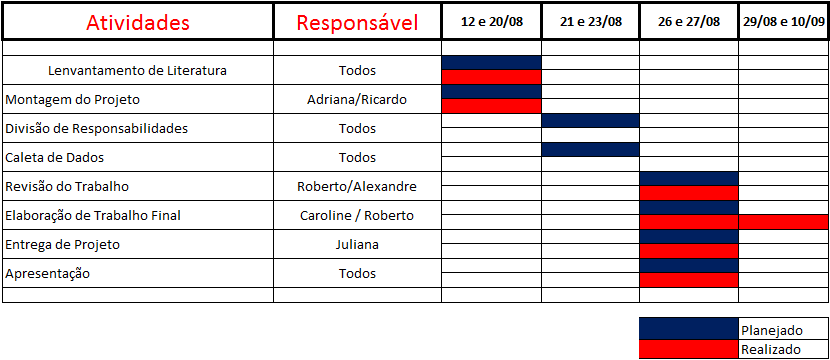 Atividades Responsável 12 e 20/08 21 e 23/08 26 e 27/08 29/08 e 10/09
Lenvantamento de Literatura Todos
Montagem do Projeto Adriana/Ricardo
Divisão de Responsabilidades Todos
Caleta de Dados Todos
Revisão do Trabalho Roberto/Alexandre
Elaboração de Trabalho Final Caroline / Roberto
Entrega de Projeto Juliana
Apresentação Todos
Planejado
Realizado